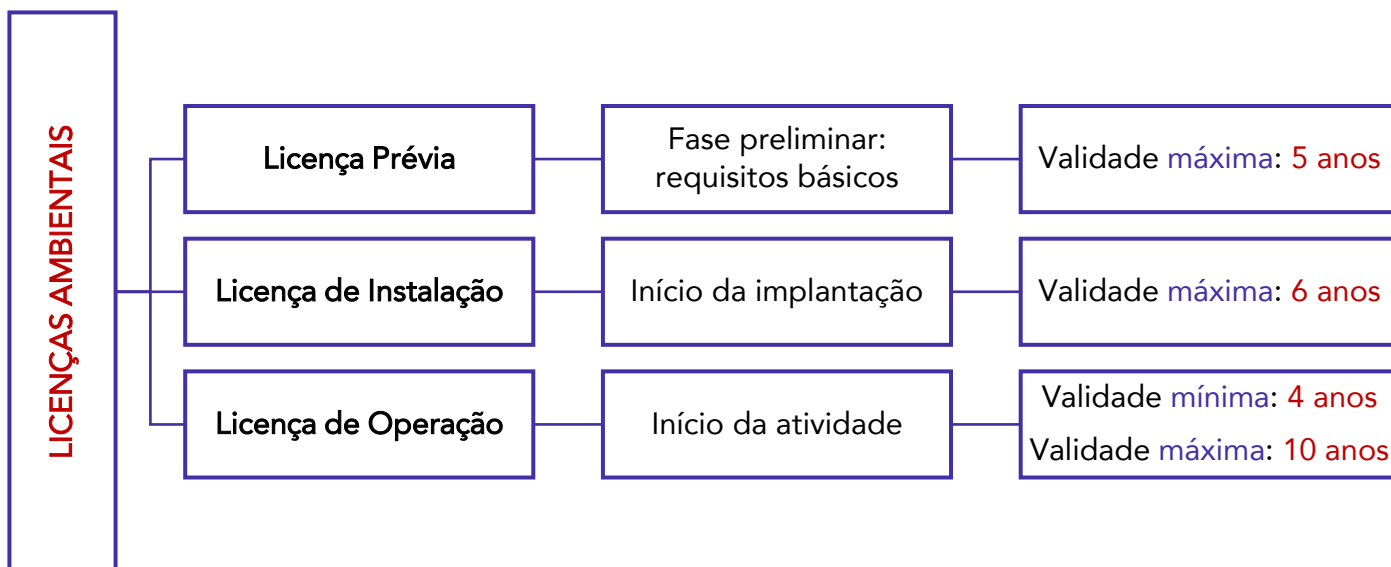 LICENÇAS AMBIENTAIS
Licença Prévia
Fase preliminar:
requisitos básicos
Validade máxima: 5 anos
Licença de Instalação
Início da implantação
Validade máxima: 6 anos
Licença de Operação
Início da atividade
Validade mínima: 4 anos
Validade máxima: 10 anos